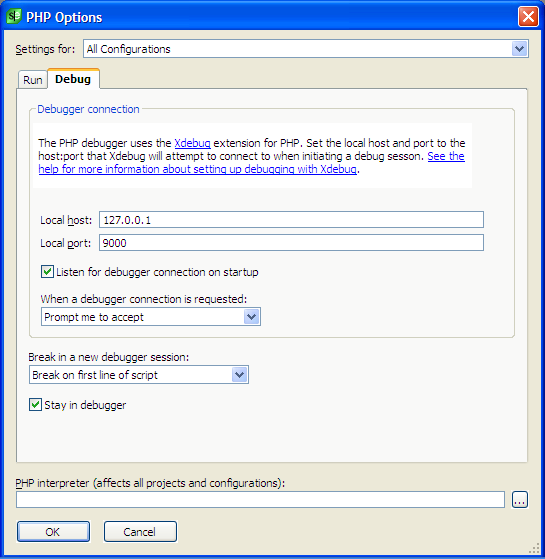 PHP Options
Settings for: All Configurations
Run Debug
Debugger connection
The PHP debugger uses the Xdebug extension for PHP. Set the local host and port to the
host:port that Xdebug will attempt to connect to when initiating a debug sesson. See the
help for more information about setting up debugging with Xdebug.
Local host: 127.0.0.1
Local port: 9000
Listen for debugger connection on startup
When a debugger connection is requested:
Prompt me to accept
Break in a new debugger session:
Break on first line of script
Stay in debugger
PHP interpreter (affects all projects and configurations):
...
OK Cancel